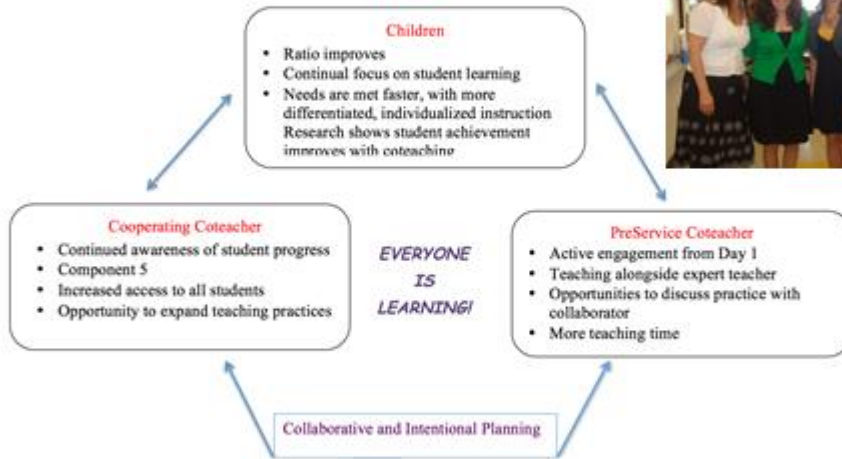 Children
• Ratio improves
• Continual focus on student learning
• Needs are met faster, with more
differentiated, individualized instruction
Research shows student achievement
improves with coteaching
Cooperating Coteacher
• Continued awareness of student progress
• Component 5
• Increased access to all students
• Opportunity to expand teaching practices
EVERYONE
IS
LEARNING!
PreService Coteacher
• Active engagement from Day 1
• Teaching alongside expert teacher
• Opportunities to discuss practice with
collaborator
• More teaching time
Collaborative and Intentional Planning